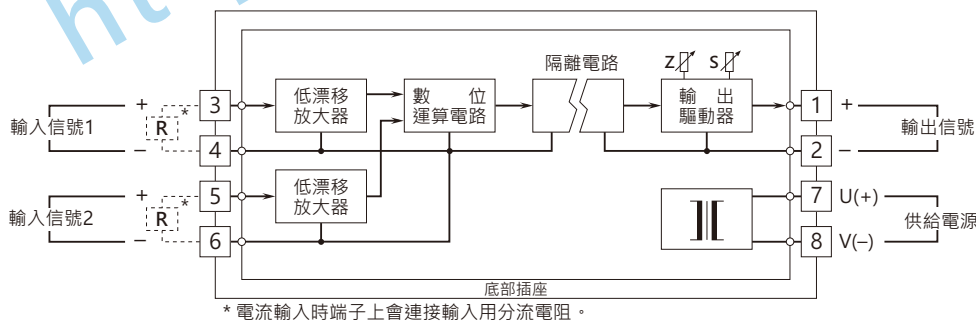 ht
隔離電路
Z S
3
低漂移
放大器
數 位
運算電路
輸 出
驅動器
1
+
+
*
R
輸入信號1
輸出信號
–
4
2
–
5
低漂移
放大器
7
U(+)
+
*
R
輸入信號2
供給電源
–
6
8
V(–)
底部插座
* 電流輸入時端子上會連接輸入用分流電阻。